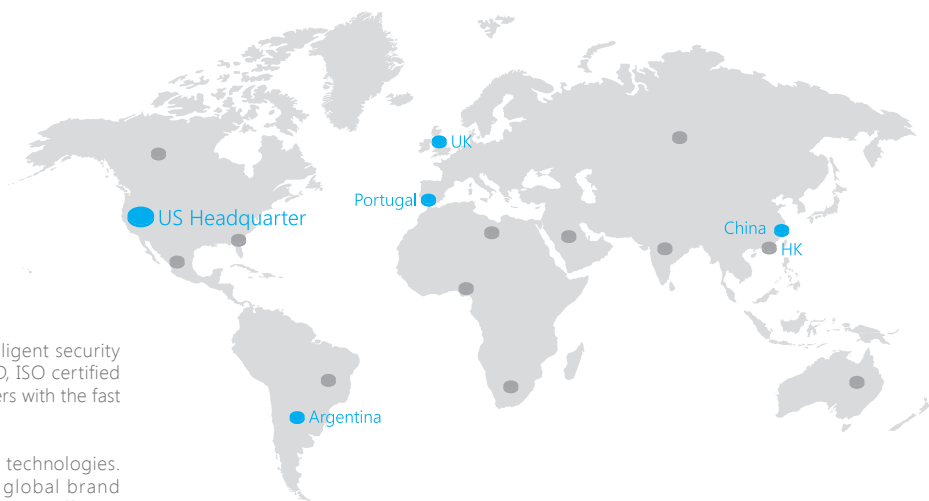 UK
Portugal
US Headquarter
China
HK
Argentina
ligent security
, ISO certified
ers with the fast
technologies.
global brand